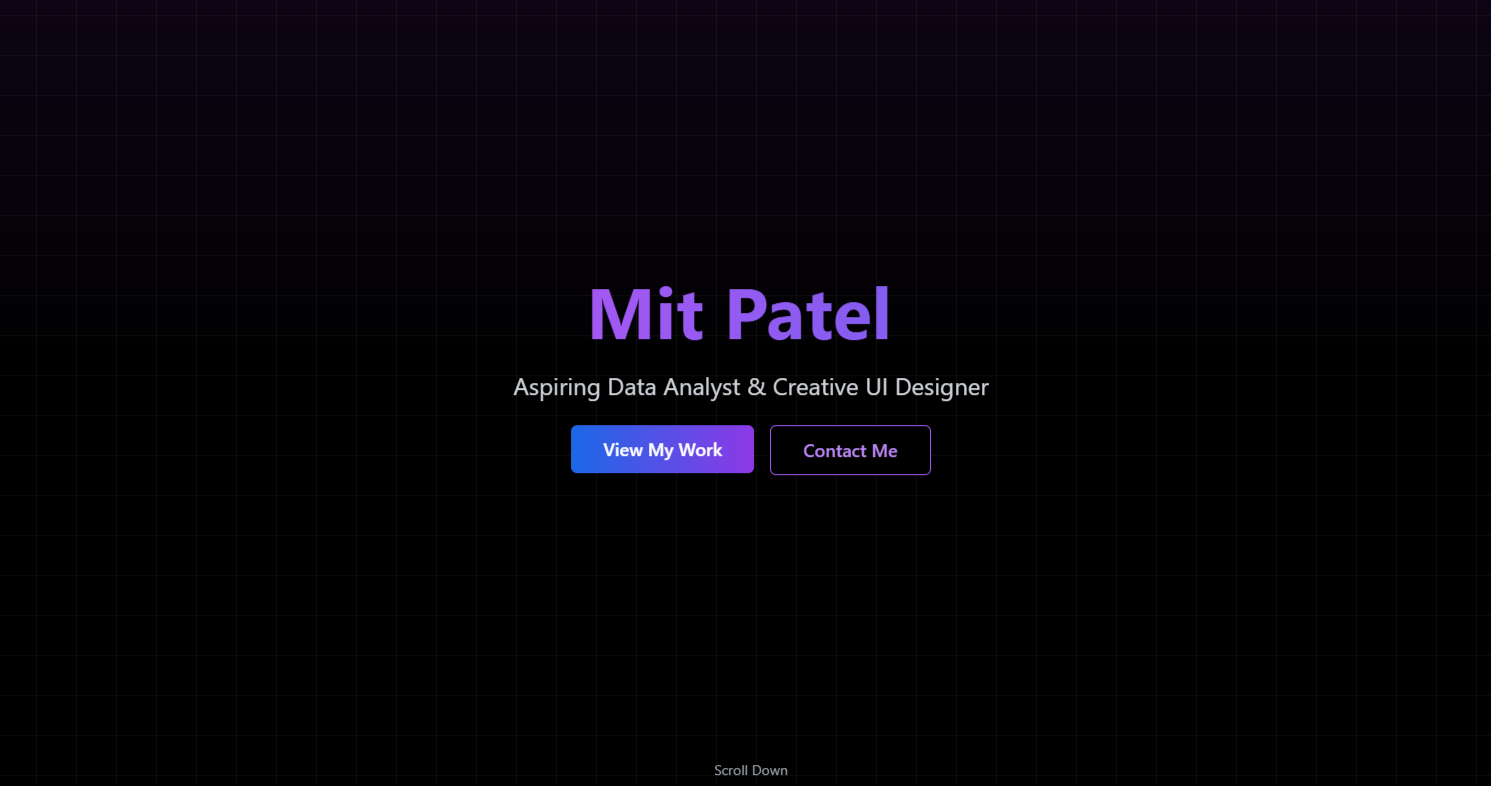 Mit Patel
Aspiring Data Analyst & Creative UI Designer
View My Work
Contact Me
Scroll Down